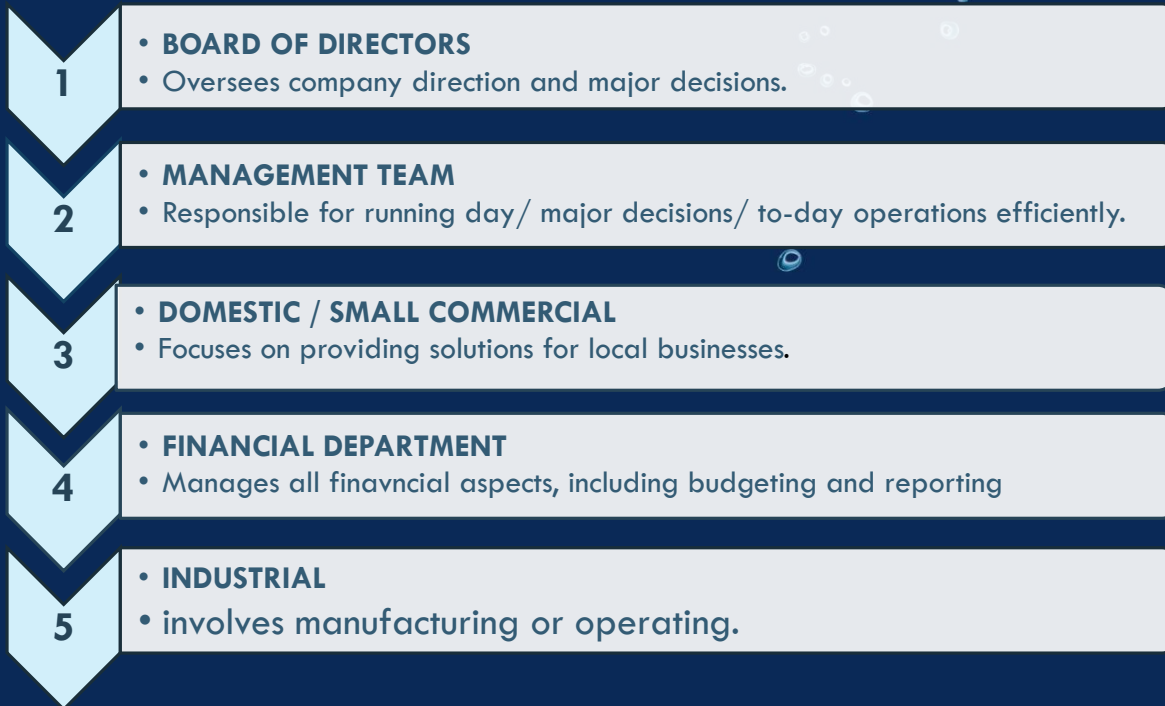 1
• BOARD OF DIRECTORS
• Oversees company direction and major decisions.
2
• MANAGEMENT TEAM
• Responsible for running day/ major decisions/ to-day operations efficiently.
3
• DOMESTIC / SMALL COMMERCIAL
• Focuses on providing solutions for local businesses.
4
• FINANCIAL DEPARTMENT
• Manages all finavncial aspects, including budgeting and reporting
5
• INDUSTRIAL
• involves manufacturing or operating.